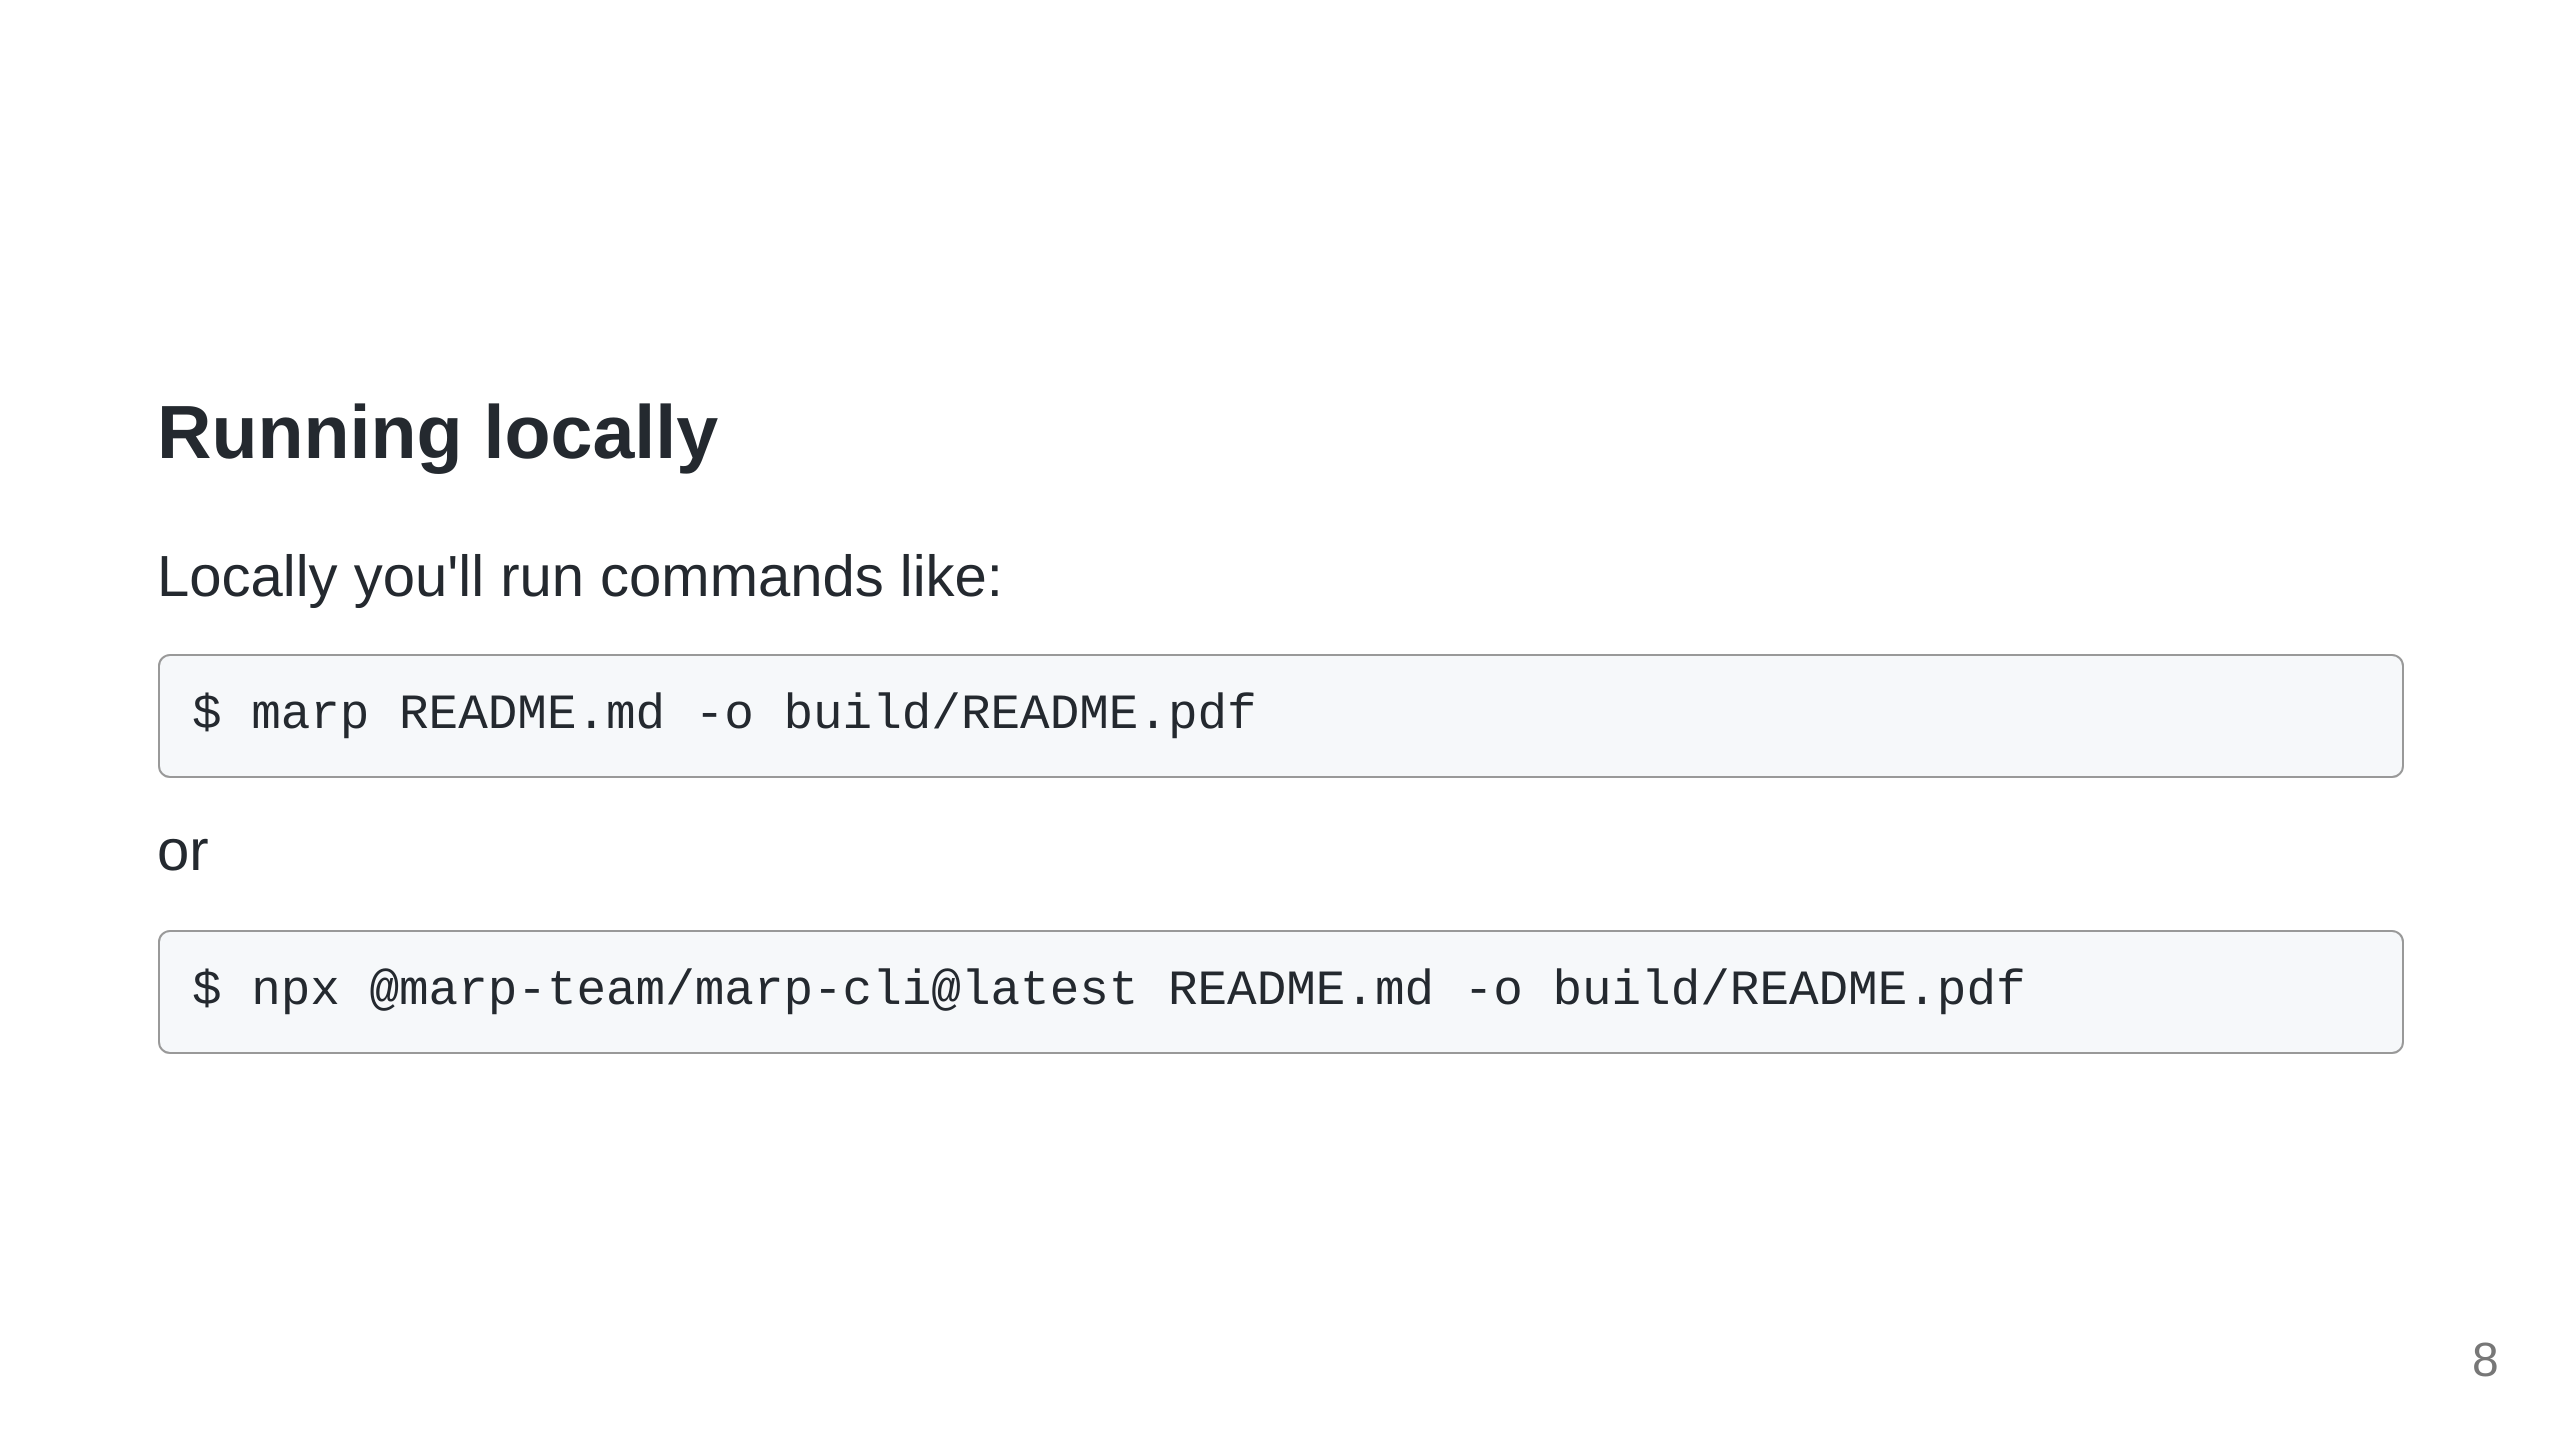 Running locally
Locally you'll run commands like:
$ marp README.md -o build/README.pdf
or
$ npx @marp-team/marp-cli@latest README.md -o build/README.pdf
8